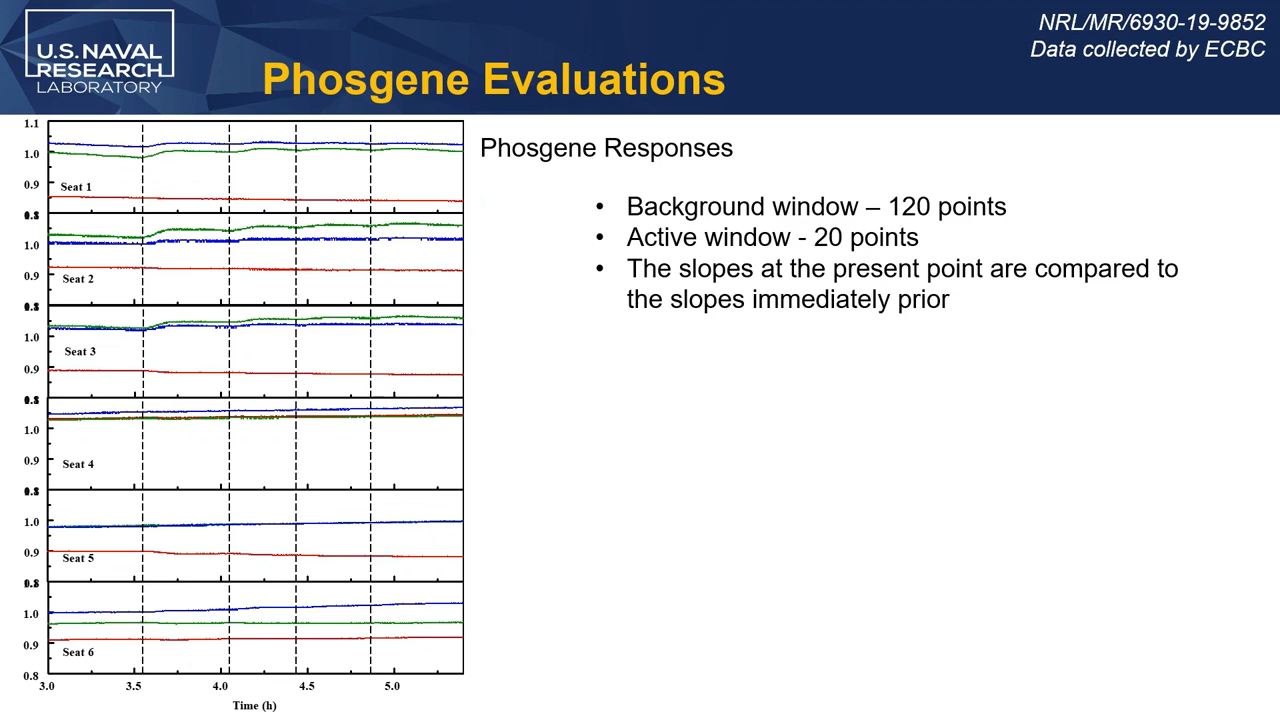 U.S. NAVAL
RESEARCH
LABORATORY
NRL/MR/6930-19-9852
Data collected by ECBC
Phosgene Evaluations
Phosgene Responses
• Background window – 120 points
• Active window - 20 points
• The slopes at the present point are compared to
the slopes immediately prior
1.1
1.0
0.9
Seat 1
1.0
0.9
Seat 2
1.0
0.9
Seat 3
1.0
0.9
Seat 4
1.0
0.9
Seat 5
1.0
0.9
0.8
Seat 6
3.0 3.5 4.0 4.5 5.0
Time (h)